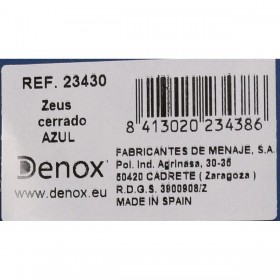 REF. 23430
Zeus
cerrado
AZUL
Denox
www.denox.eu
8 413020 234386
FABRICANTES DE MENAJE, S.A.
Pol. Ind. Agrinasa, 30-35
50420 CADRETE ( Zaragoza )
R.D.G.S. 3900908/Z
MADE IN SPAIN